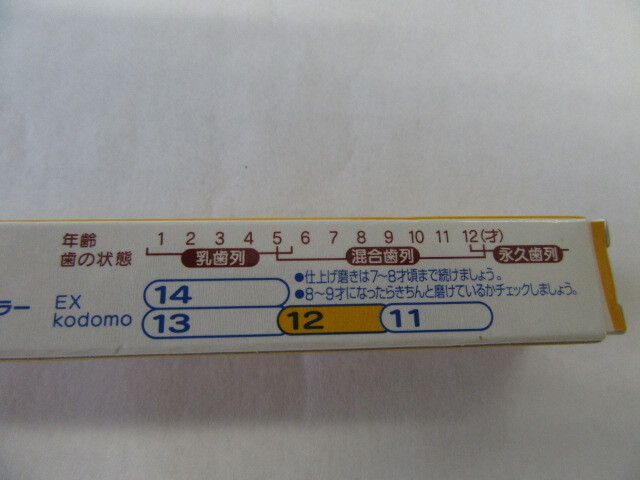 年齢 1 2 3 4 5 6 7 8 9 10 11 12(才)
歯の状態 乳歯列 混合歯列 永久歯列
●仕上げ磨きは7~8才頃まで続けましょう。
●8~9才になったらきちんと磨けているかチェックしましょう。
ラー EX 14
kodomo 13 12 11